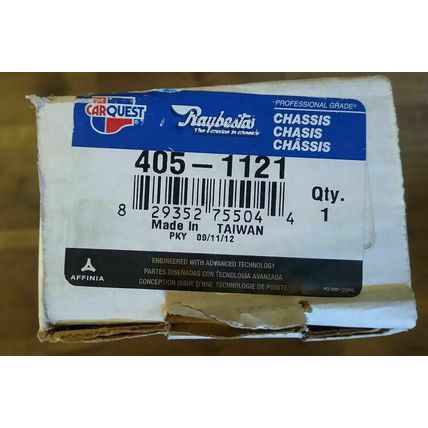 CARQUEST
Raybestos
The choice in chassis
PROFESSIONAL GRADE
CHASSIS
CHASIS
CHÂSSIS
405-1121
Qty.
1
8 29352 75504 4
Made in TAIWAN
PKY 09/11/12
AFFINIA
ENGINEERED WITH ADVANCED TECHNOLOGY
PARTES DISEÑADAS CON TECNOLOGÍA AVANZADA
CONCEPTION ISSUE D'UNE TECHNOLOGIE DE POINTE